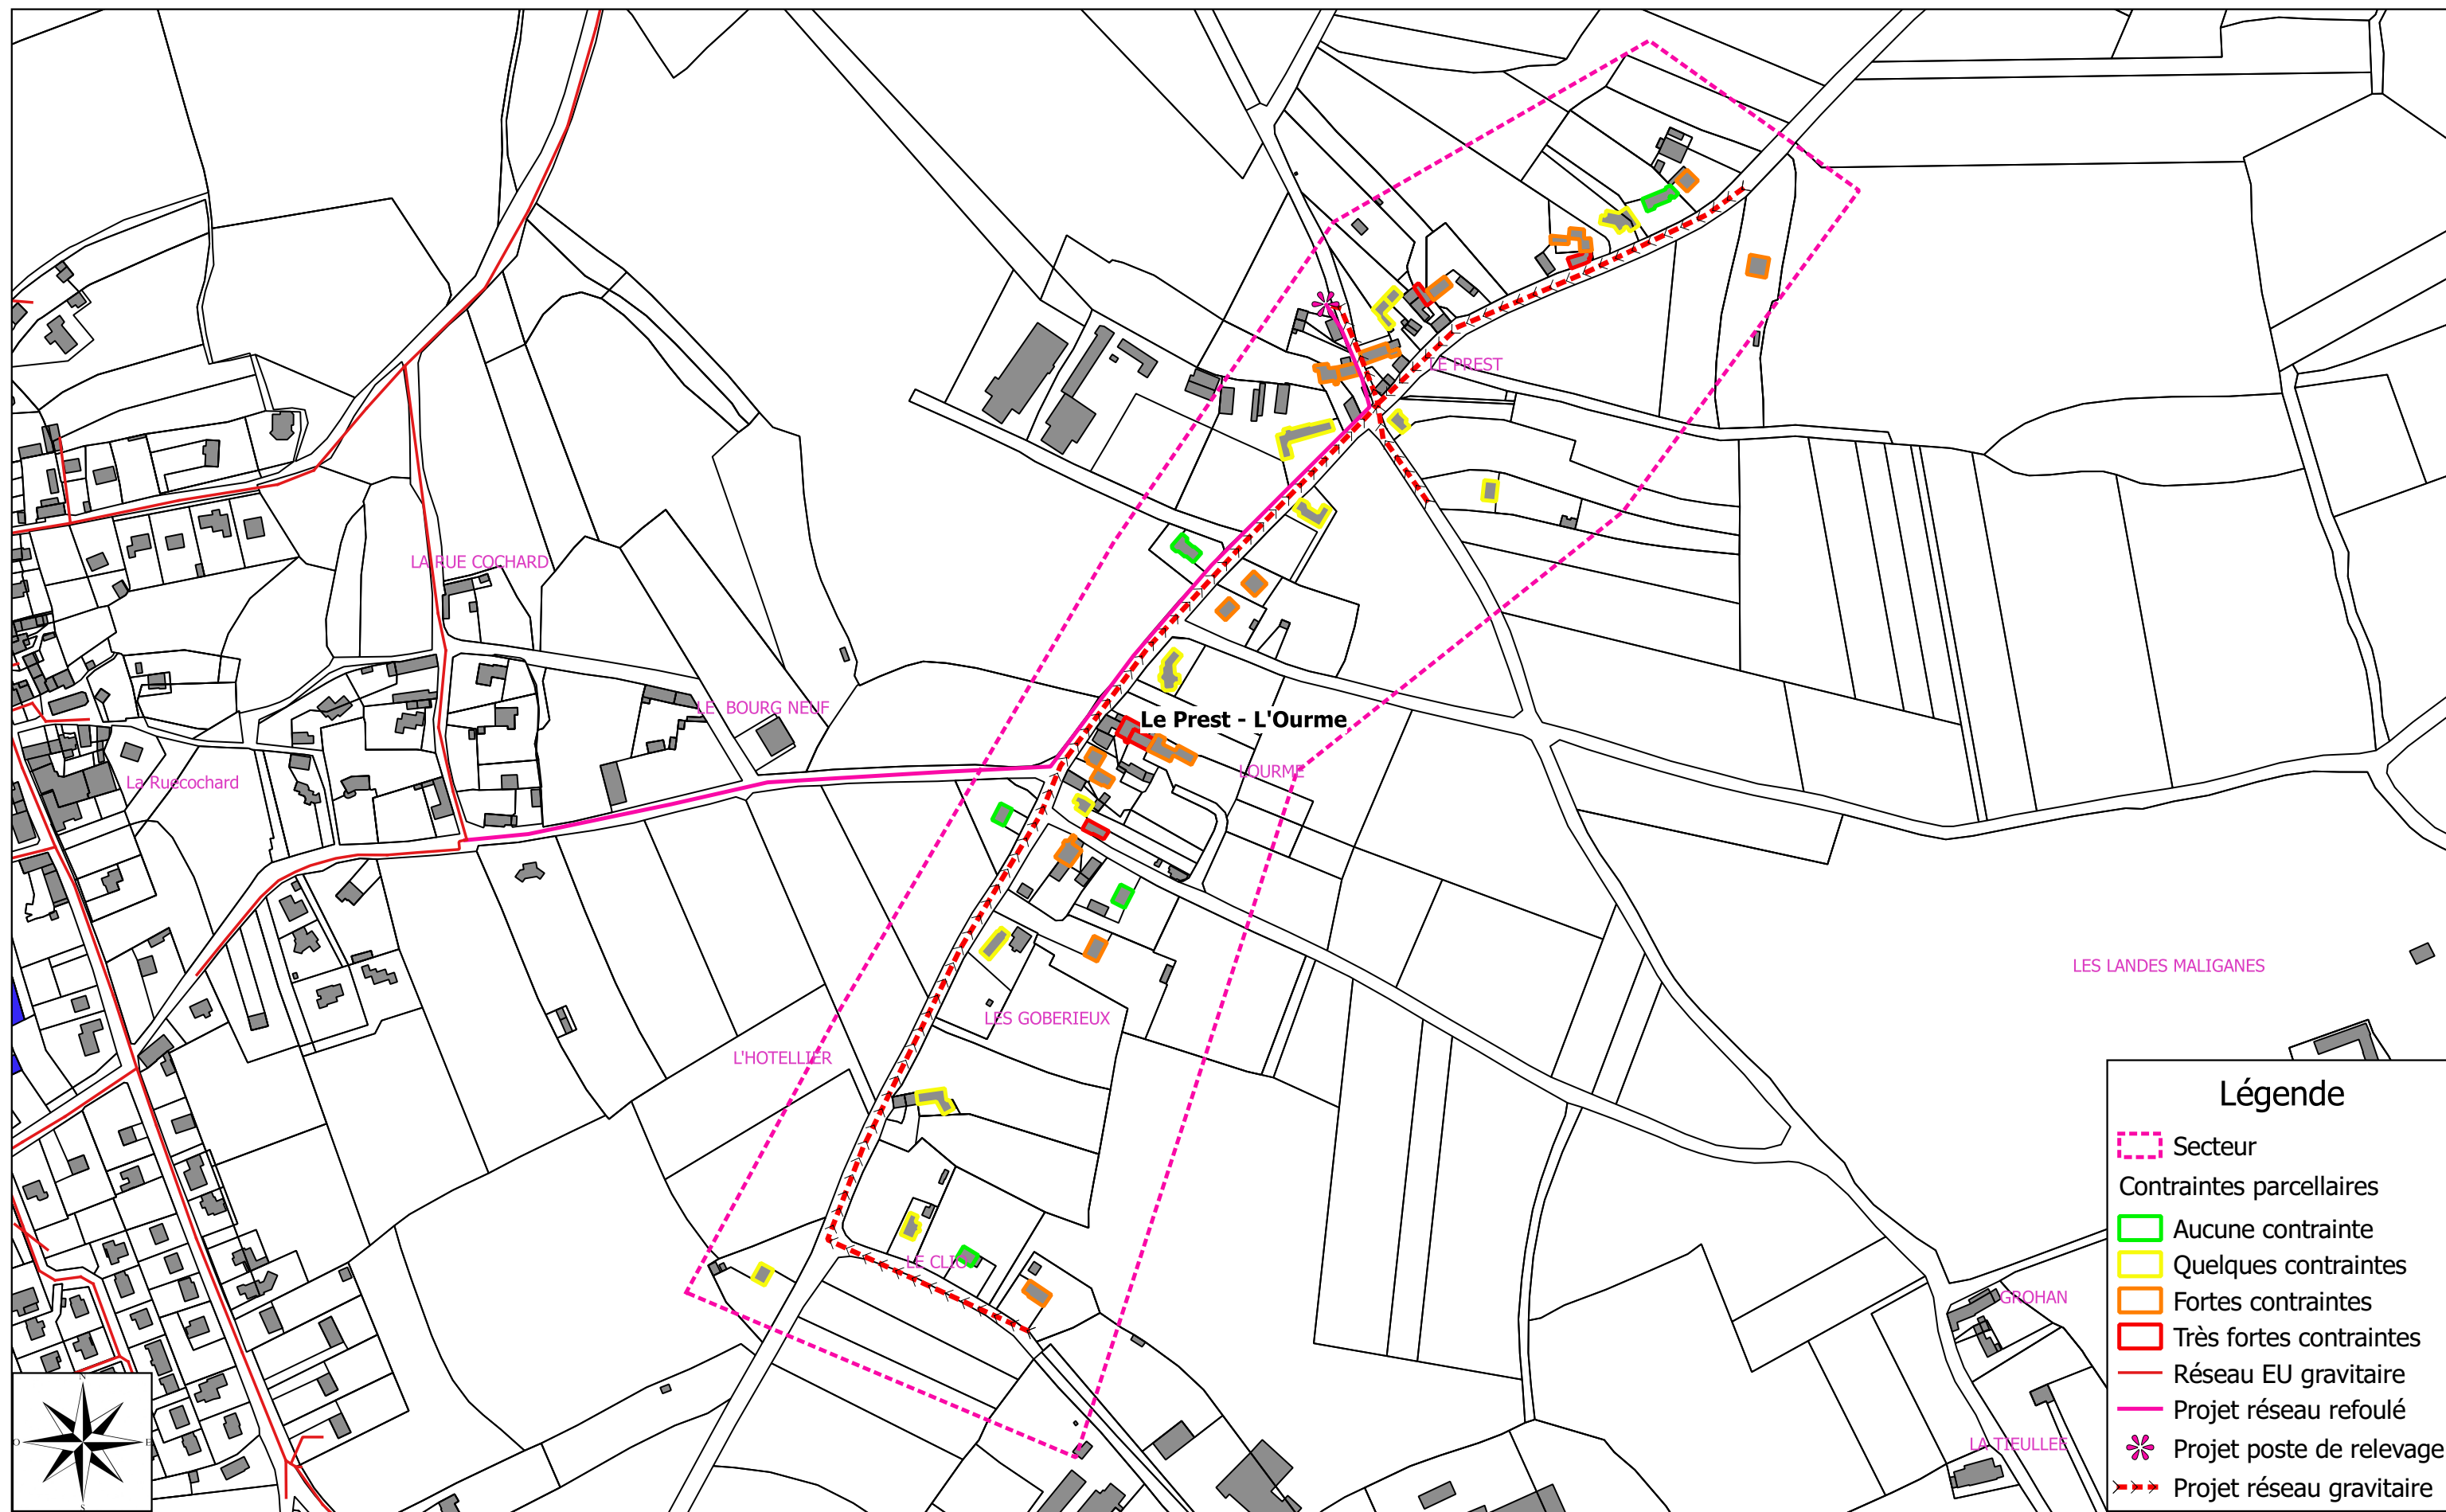 LE PREST
LA RUE COCHARD
LE BOURG NEUF
Le Prest - L'Ourme
LOURME
La Ruecochard
LES LANDES MALIGANES
LES GOBERIEUX
L'HOTELLIER
LE CLIO
GROHAN
LA TIEULLEE
N
O
E
S
Légende
Secteur
Contraintes parcellaires
Aucune contrainte
Quelques contraintes
Fortes contraintes
Très fortes contraintes
Réseau EU gravitaire
Projet réseau refoulé
Projet poste de relevage
Projet réseau gravitaire